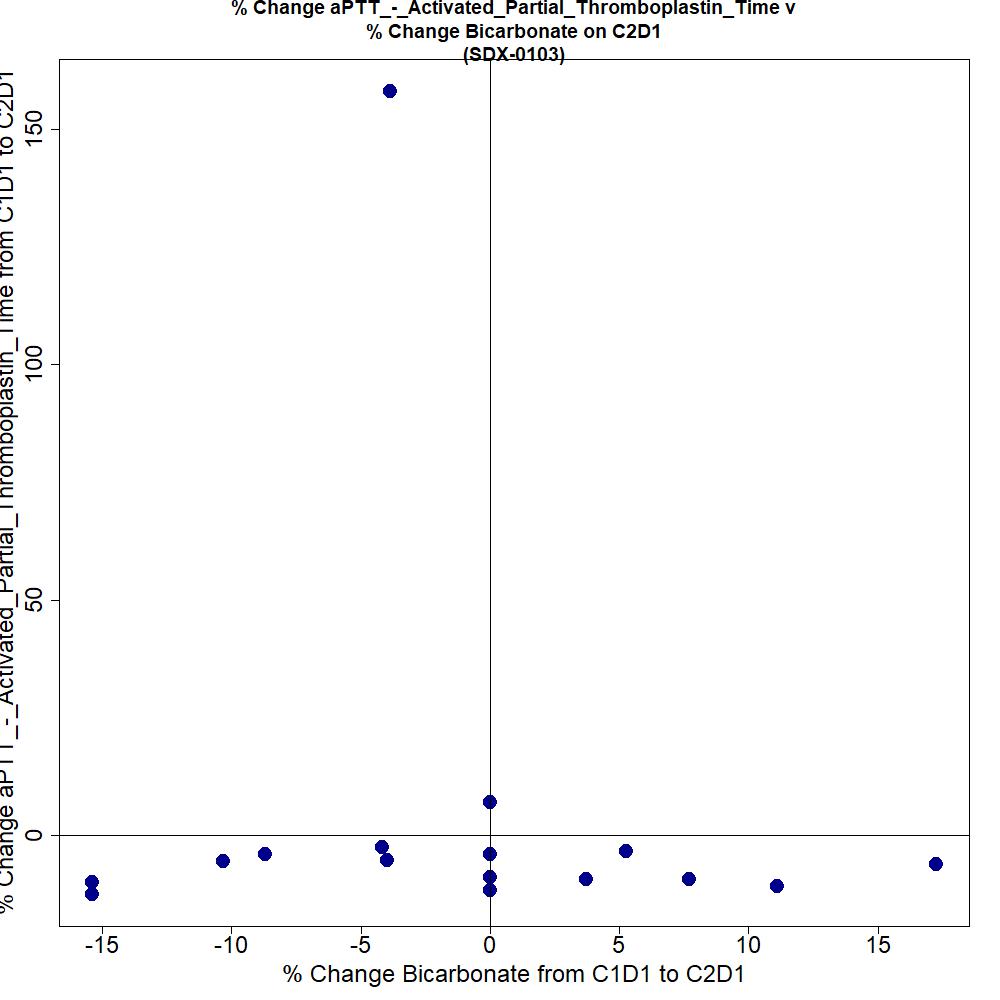 % Change aPTT_-_Activated_Partial_Thromboplastin_Time v
% Change Bicarbonate on C2D1
(SDX-0103)
% Change aPTT_-_Activated_Partial_Thromboplastin_Time from C1D1 to C2D1
150
100
50
0
-15 -10 -5 0 5 10 15
% Change Bicarbonate from C1D1 to C2D1